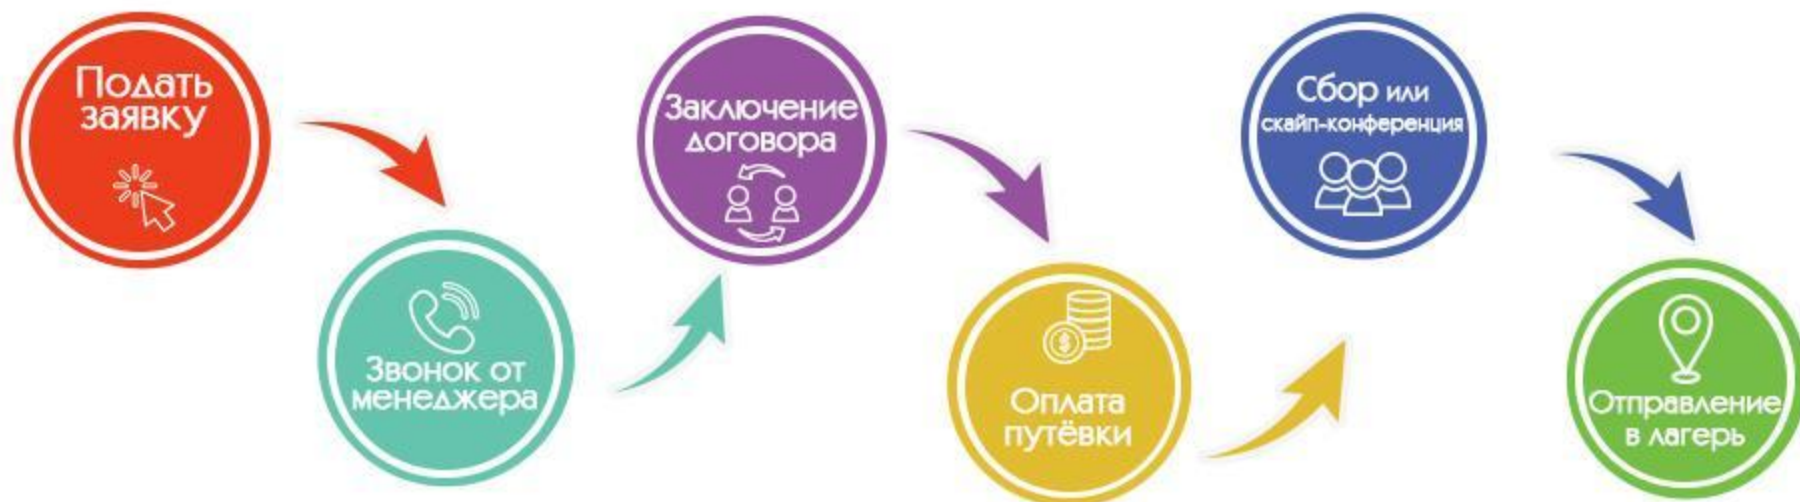 Подать
заявку
Звонок от
менеджера
Заключение
договора
Оплата
путёвки
Сбор или
скайп-конференция
Отправление
в лагерь